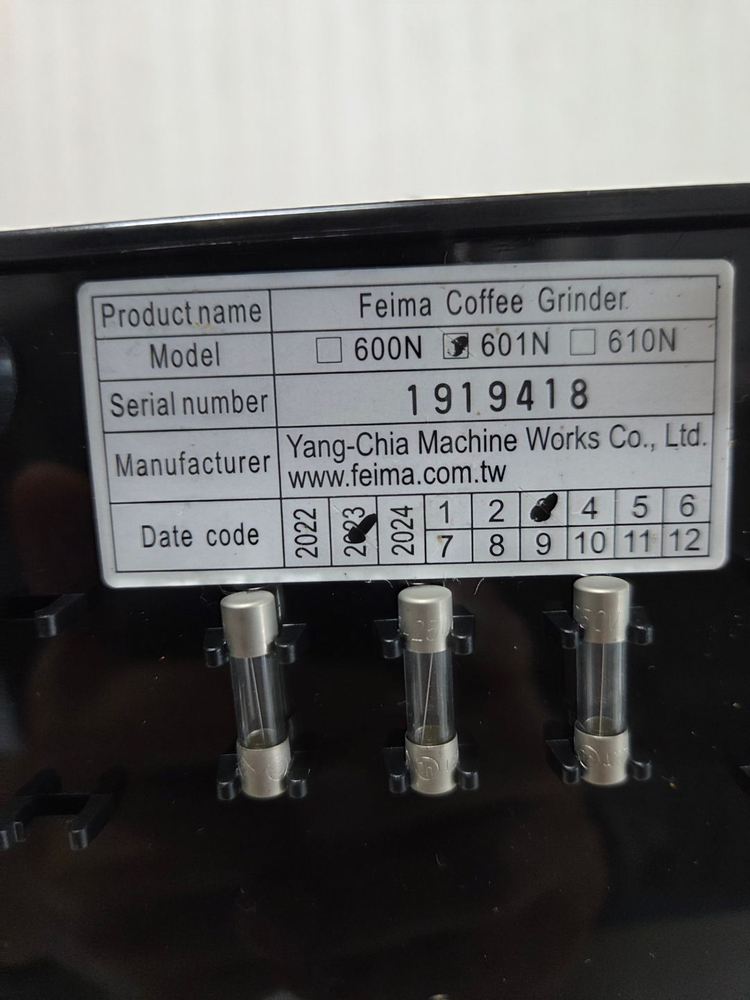 Product name Feima Coffee Grinder
Model 600N 601N 610N
Serial number 1919418
Manufacturer Yang-Chia Machine Works Co., Ltd.
www.feima.com.tw
Date code 2022 2023 2024 1 2 4 5 6
7 8 9 10 11 12